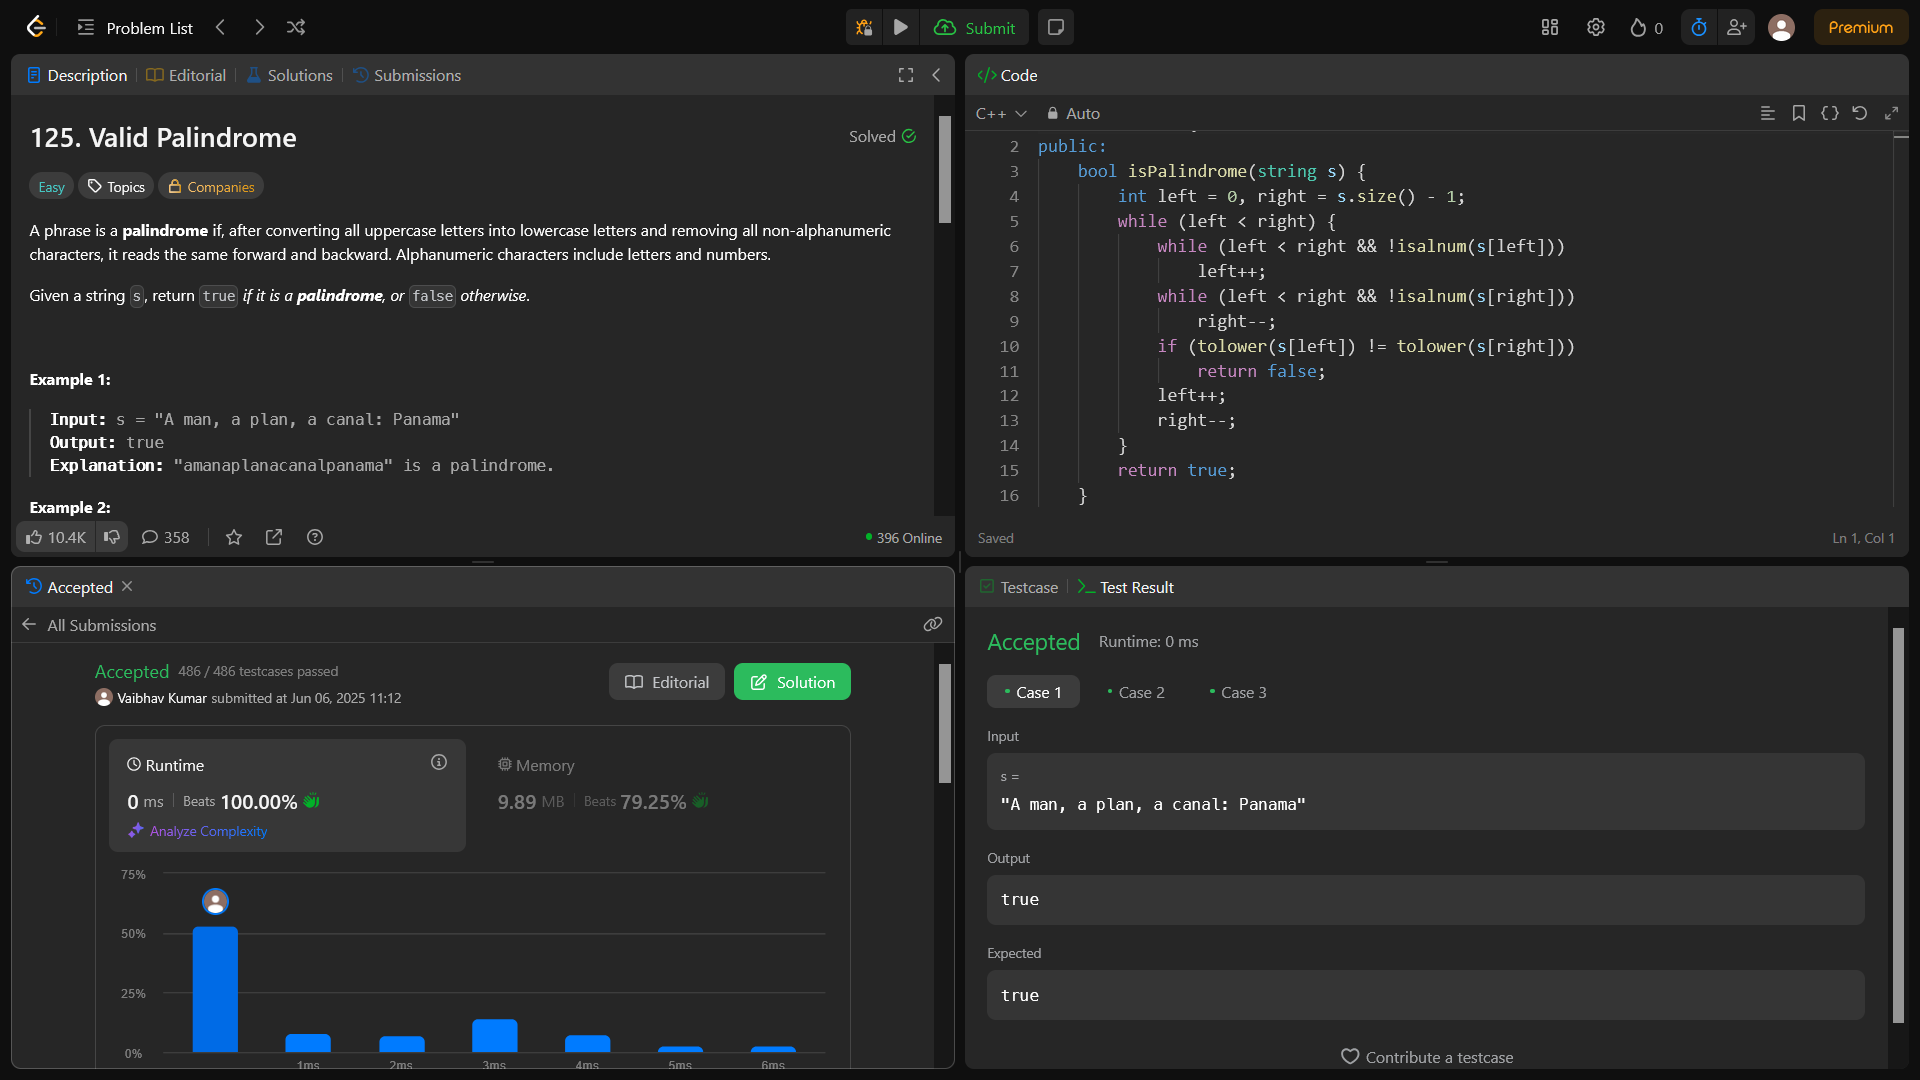 Problem List
Submit
0
Premium
Description
Editorial
Solutions
Submissions
125. Valid Palindrome
Solved
Easy
Topics
Companies
A phrase is a palindrome if, after converting all uppercase letters into lowercase letters and removing all non-alphanumeric
characters, it reads the same forward and backward. Alphanumeric characters include letters and numbers.
Given a string s, return true if it is a palindrome, or false otherwise.
Example 1:
Input: s = "A man, a plan, a canal: Panama"
Output: true
Explanation: "amanaplanacanalpanama" is a palindrome.
Example 2:
10.4K
358
396 Online
Code
C++
Auto
2 public:
3 bool isPalindrome(string s) {
4 int left = 0, right = s.size() - 1;
5 while (left < right) {
6 while (left < right && !isalnum(s[left]))
7 left++;
8 while (left < right && !isalnum(s[right]))
9 right--;
10 if (tolower(s[left]) != tolower(s[right]))
11 return false;
12 left++;
13 right--;
14 }
15 return true;
16 }
Saved
Ln 1, Col 1
Accepted
All Submissions
Accepted 486 / 486 testcases passed
Vaibhav Kumar submitted at Jun 06, 2025 11:12
Editorial
Solution
Runtime
0 ms Beats 100.00%
Analyze Complexity
Memory
9.89 MB Beats 79.25%
75%
50%
25%
0%
1ms 2ms 3ms 4ms 5ms 6ms
Testcase
Test Result
Accepted Runtime: 0 ms
Case 1
Case 2
Case 3
Input
s =
"A man, a plan, a canal: Panama"
Output
true
Expected
true
Contribute a testcase